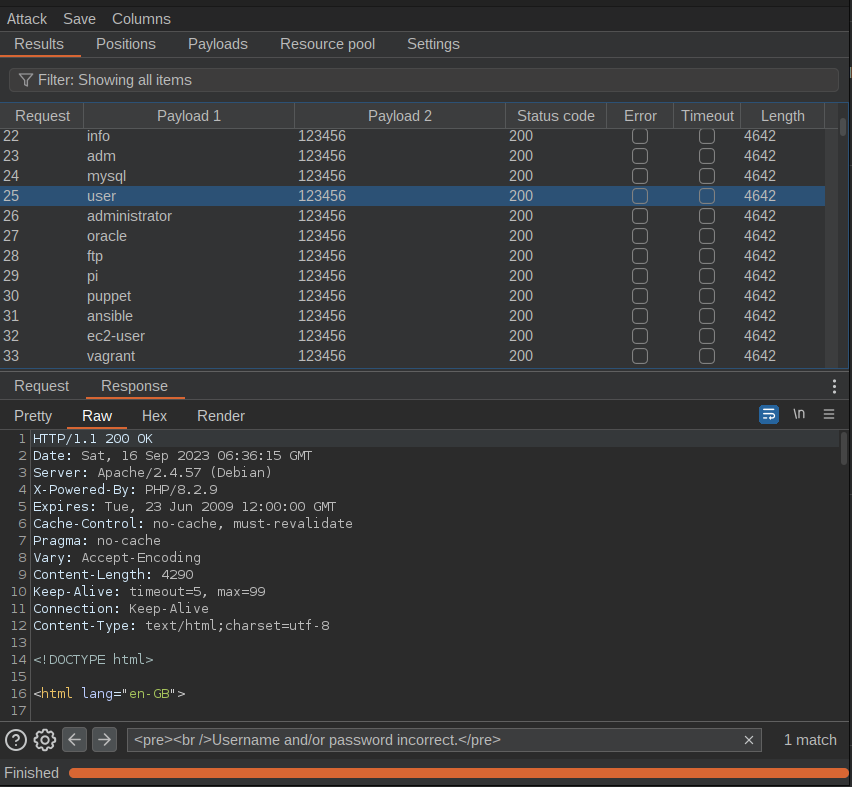 Attack Save Columns
Results Positions Payloads Resource pool Settings
Filter: Showing all items
Request Payload 1 Payload 2 Status code Error Timeout Length
22 info 123456 200 4642
23 adm 123456 200 4642
24 mysql 123456 200 4642
25 user 123456 200 4642
26 administrator 123456 200 4642
27 oracle 123456 200 4642
28 ftp 123456 200 4642
29 pi 123456 200 4642
30 puppet 123456 200 4642
31 ansible 123456 200 4642
32 ec2-user 123456 200 4642
33 vagrant 123456 200 4642
Request Response
Pretty Raw Hex Render \n
1 HTTP/1.1 200 OK
2 Date: Sat, 16 Sep 2023 06:36:15 GMT
3 Server: Apache/2.4.57 (Debian)
4 X-Powered-By: PHP/8.2.9
5 Expires: Tue, 23 Jun 2009 12:00:00 GMT
6 Cache-Control: no-cache, must-revalidate
7 Pragma: no-cache
8 Vary: Accept-Encoding
9 Content-Length: 4290
10 Keep-Alive: timeout=5, max=99
11 Connection: Keep-Alive
12 Content-Type: text/html;charset=utf-8
13
14 <!DOCTYPE html>
15
16 <html lang="en-GB">
17
<pre><br />Username and/or password incorrect.</pre> 1 match
Finished